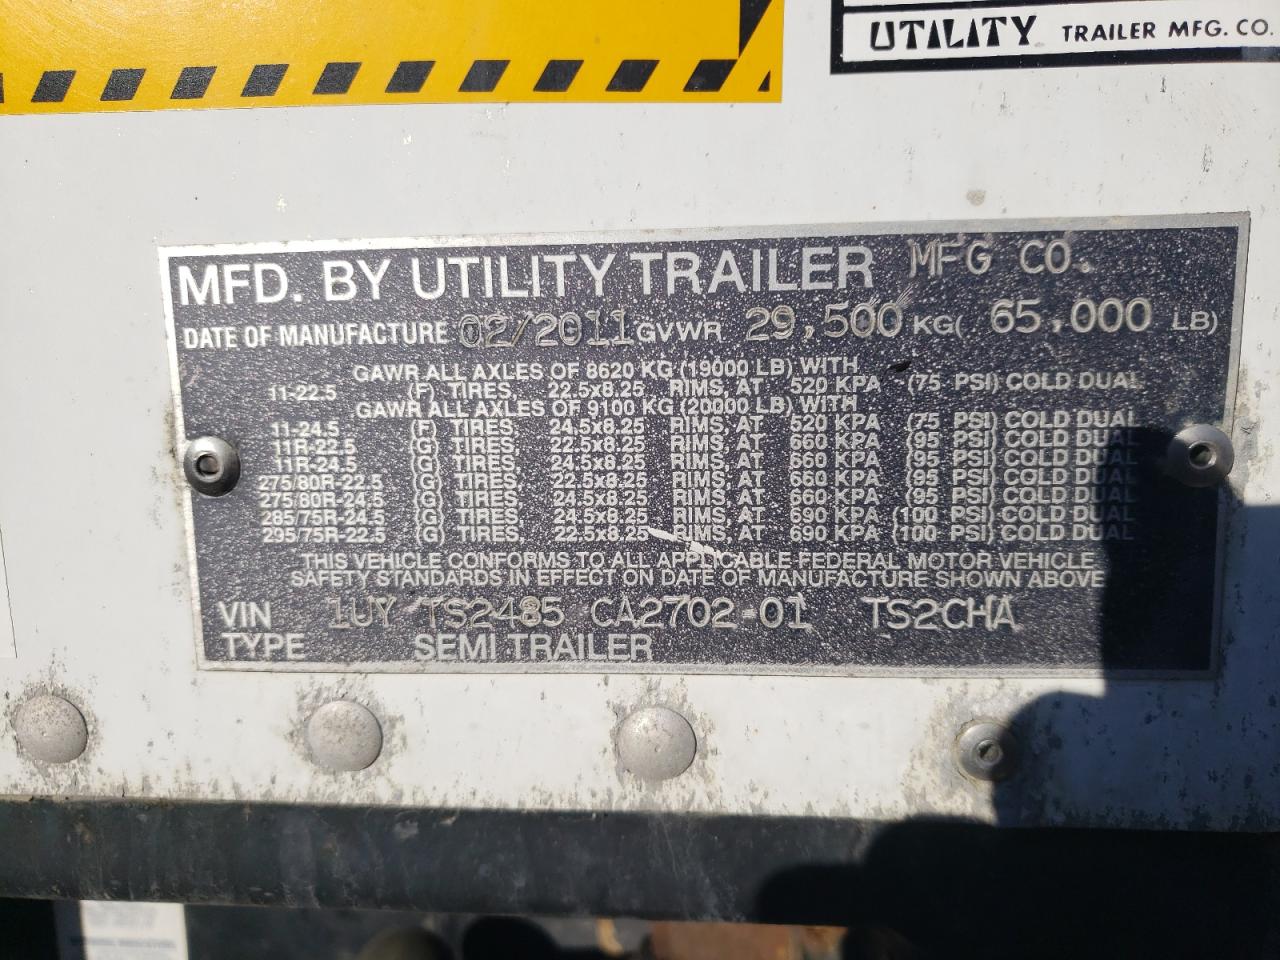 UTILITY TRAILER MFG. CO.
MFD. BY UTILITY TRAILER MFG CO.
DATE OF MANUFACTURE 02/2011 GVWR 29,500 KG( 65,000 LB)
GAWR ALL AXLES OF 8620 KG (19000 LB) WITH
11-22.5 (F) TIRES, 22.5x8.25 RIMS, AT 520 KPA (75 PSI) COLD DUAL
GAWR ALL AXLES OF 9100 KG (20000 LB) WITH
11-24.5 (F) TIRES, 24.5x8.25 RIMS, AT 520 KPA (75 PSI) COLD DUAL
11R-22.5 (G) TIRES, 22.5x8.25 RIMS, AT 660 KPA (95 PSI) COLD DUAL
11R-24.5 (G) TIRES, 24.5x8.25 RIMS, AT 660 KPA (95 PSI) COLD DUAL
275/80R-22.5 (G) TIRES, 22.5x8.25 RIMS, AT 660 KPA (95 PSI) COLD DUAL
275/80R-24.5 (G) TIRES, 24.5x8.25 RIMS, AT 660 KPA (95 PSI) COLD DUAL
285/75R-24.5 (G) TIRES, 24.5x8.25 RIMS, AT 690 KPA (100 PSI) COLD DUAL
295/75R-22.5 (G) TIRES, 22.5x8.25 RIMS, AT 690 KPA (100 PSI) COLD DUAL
THIS VEHICLE CONFORMS TO ALL APPLICABLE FEDERAL MOTOR VEHICLE
SAFETY STANDARDS IN EFFECT ON DATE OF MANUFACTURE SHOWN ABOVE
VIN 1UY TS2485 CA2702-01 TS2CHA
TYPE SEMI TRAILER